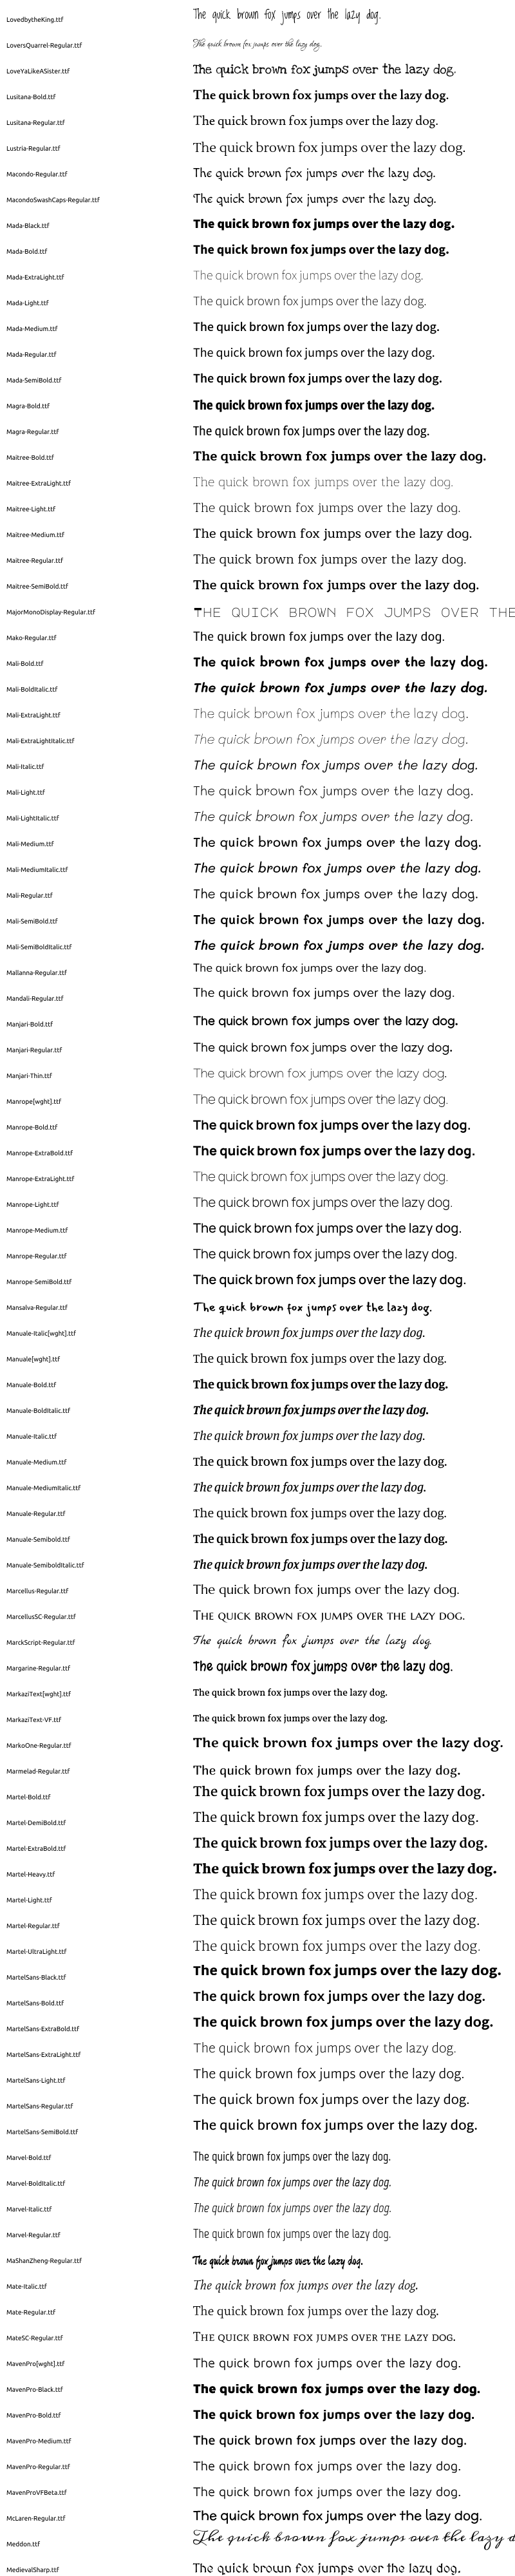 LovedbytheKing.ttf The quick brown fox jumps over the lazy dog.
LoversQuarrel-Regular.ttf The quick brown fox jumps over the lazy dog.
LoveYaLikeASister.ttf The quick brown fox jumps over the lazy dog.
Lusitana-Bold.ttf The quick brown fox jumps over the lazy dog.
Lusitana-Regular.ttf The quick brown fox jumps over the lazy dog.
Lustria-Regular.ttf The quick brown fox jumps over the lazy dog.
Macondo-Regular.ttf The quick brown fox jumps over the lazy dog.
MacondoSwashCaps-Regular.ttf The quick brown fox jumps over the lazy dog.
Mada-Black.ttf The quick brown fox jumps over the lazy dog.
Mada-Bold.ttf The quick brown fox jumps over the lazy dog.
Mada-ExtraLight.ttf The quick brown fox jumps over the lazy dog.
Mada-Light.ttf The quick brown fox jumps over the lazy dog.
Mada-Medium.ttf The quick brown fox jumps over the lazy dog.
Mada-Regular.ttf The quick brown fox jumps over the lazy dog.
Mada-SemiBold.ttf The quick brown fox jumps over the lazy dog.
Magra-Bold.ttf The quick brown fox jumps over the lazy dog.
Magra-Regular.ttf The quick brown fox jumps over the lazy dog.
Maitree-Bold.ttf The quick brown fox jumps over the lazy dog.
Maitree-ExtraLight.ttf The quick brown fox jumps over the lazy dog.
Maitree-Light.ttf The quick brown fox jumps over the lazy dog.
Maitree-Medium.ttf The quick brown fox jumps over the lazy dog.
Maitree-Regular.ttf The quick brown fox jumps over the lazy dog.
Maitree-SemiBold.ttf The quick brown fox jumps over the lazy dog.
MajorMonoDisplay-Regular.ttf THE QUICK BROWN FOX JUMPS OVER THE
Mako-Regular.ttf The quick brown fox jumps over the lazy dog.
Mali-Bold.ttf The quick brown fox jumps over the lazy dog.
Mali-BoldItalic.ttf The quick brown fox jumps over the lazy dog.
Mali-ExtraLight.ttf The quick brown fox jumps over the lazy dog.
Mali-ExtraLightItalic.ttf The quick brown fox jumps over the lazy dog.
Mali-Italic.ttf The quick brown fox jumps over the lazy dog.
Mali-Light.ttf The quick brown fox jumps over the lazy dog.
Mali-LightItalic.ttf The quick brown fox jumps over the lazy dog.
Mali-Medium.ttf The quick brown fox jumps over the lazy dog.
Mali-MediumItalic.ttf The quick brown fox jumps over the lazy dog.
Mali-Regular.ttf The quick brown fox jumps over the lazy dog.
Mali-SemiBold.ttf The quick brown fox jumps over the lazy dog.
Mali-SemiBoldItalic.ttf The quick brown fox jumps over the lazy dog.
Mallanna-Regular.ttf The quick brown fox jumps over the lazy dog.
Mandali-Regular.ttf The quick brown fox jumps over the lazy dog.
Manjari-Bold.ttf The quick brown fox jumps over the lazy dog.
Manjari-Regular.ttf The quick brown fox jumps over the lazy dog.
Manjari-Thin.ttf The quick brown fox jumps over the lazy dog.
Manrope[wght].ttf The quick brown fox jumps over the lazy dog.
Manrope-Bold.ttf The quick brown fox jumps over the lazy dog.
Manrope-ExtraBold.ttf The quick brown fox jumps over the lazy dog.
Manrope-ExtraLight.ttf The quick brown fox jumps over the lazy dog.
Manrope-Light.ttf The quick brown fox jumps over the lazy dog.
Manrope-Medium.ttf The quick brown fox jumps over the lazy dog.
Manrope-Regular.ttf The quick brown fox jumps over the lazy dog.
Manrope-SemiBold.ttf The quick brown fox jumps over the lazy dog.
Mansalva-Regular.ttf The quick brown fox jumps over the lazy dog.
Manuale-Italic[wght].ttf The quick brown fox jumps over the lazy dog.
Manuale[wght].ttf The quick brown fox jumps over the lazy dog.
Manuale-Bold.ttf The quick brown fox jumps over the lazy dog.
Manuale-BoldItalic.ttf The quick brown fox jumps over the lazy dog.
Manuale-Italic.ttf The quick brown fox jumps over the lazy dog.
Manuale-Medium.ttf The quick brown fox jumps over the lazy dog.
Manuale-MediumItalic.ttf The quick brown fox jumps over the lazy dog.
Manuale-Regular.ttf The quick brown fox jumps over the lazy dog.
Manuale-Semibold.ttf The quick brown fox jumps over the lazy dog.
Manuale-SemiboldItalic.ttf The quick brown fox jumps over the lazy dog.
Marcellus-Regular.ttf The quick brown fox jumps over the lazy dog.
MarcellusSC-Regular.ttf The quick brown fox jumps over the lazy dog.
MarckScript-Regular.ttf The quick brown fox jumps over the lazy dog.
Margarine-Regular.ttf The quick brown fox jumps over the lazy dog.
MarkaziText[wght].ttf The quick brown fox jumps over the lazy dog.
MarkaziText-VF.ttf The quick brown fox jumps over the lazy dog.
MarkoOne-Regular.ttf The quick brown fox jumps over the lazy dog.
Marmelad-Regular.ttf The quick brown fox jumps over the lazy dog.
Martel-Bold.ttf The quick brown fox jumps over the lazy dog.
Martel-DemiBold.ttf The quick brown fox jumps over the lazy dog.
Martel-ExtraBold.ttf The quick brown fox jumps over the lazy dog.
Martel-Heavy.ttf The quick brown fox jumps over the lazy dog.
Martel-Light.ttf The quick brown fox jumps over the lazy dog.
Martel-Regular.ttf The quick brown fox jumps over the lazy dog.
Martel-UltraLight.ttf The quick brown fox jumps over the lazy dog.
MartelSans-Black.ttf The quick brown fox jumps over the lazy dog.
MartelSans-Bold.ttf The quick brown fox jumps over the lazy dog.
MartelSans-ExtraBold.ttf The quick brown fox jumps over the lazy dog.
MartelSans-ExtraLight.ttf The quick brown fox jumps over the lazy dog.
MartelSans-Light.ttf The quick brown fox jumps over the lazy dog.
MartelSans-Regular.ttf The quick brown fox jumps over the lazy dog.
MartelSans-SemiBold.ttf The quick brown fox jumps over the lazy dog.
Marvel-Bold.ttf The quick brown fox jumps over the lazy dog.
Marvel-BoldItalic.ttf The quick brown fox jumps over the lazy dog.
Marvel-Italic.ttf The quick brown fox jumps over the lazy dog.
Marvel-Regular.ttf The quick brown fox jumps over the lazy dog.
MaShanZheng-Regular.ttf The quick brown fox jumps over the lazy dog.
Mate-Italic.ttf The quick brown fox jumps over the lazy dog.
Mate-Regular.ttf The quick brown fox jumps over the lazy dog.
MateSC-Regular.ttf The quick brown fox jumps over the lazy dog.
MavenPro[wght].ttf The quick brown fox jumps over the lazy dog.
MavenPro-Black.ttf The quick brown fox jumps over the lazy dog.
MavenPro-Bold.ttf The quick brown fox jumps over the lazy dog.
MavenPro-Medium.ttf The quick brown fox jumps over the lazy dog.
MavenPro-Regular.ttf The quick brown fox jumps over the lazy dog.
MavenProVFBeta.ttf The quick brown fox jumps over the lazy dog.
McLaren-Regular.ttf The quick brown fox jumps over the lazy dog.
Meddon.ttf The quick brown fox jumps over the lazy
MedievalSharp.ttf The quick brown fox jumps over the lazy dog.